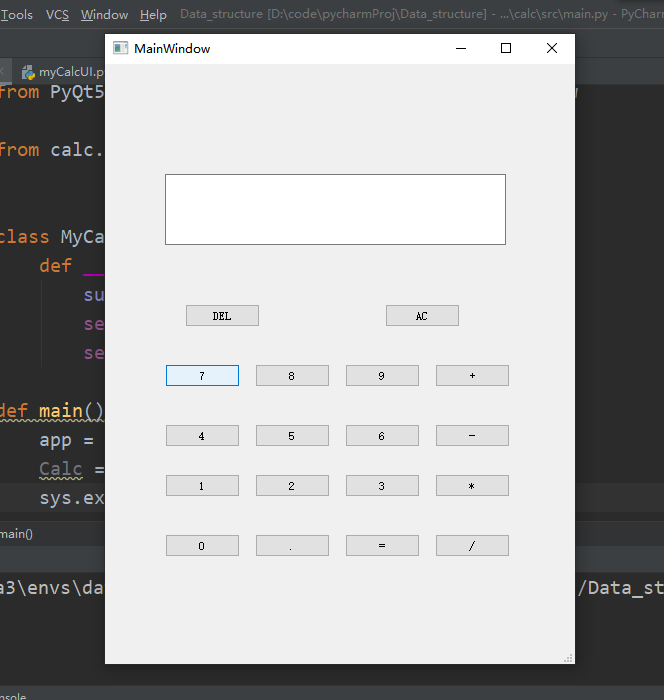 Tools VCS Window Help Data_structure [D:\code\pycharmProj\Data_structure] - ...\calc\src\main.py - PyCharm
myCalcUI.p
MainWindow
from PyQt5
from calc.
class MyCa
def __
su
se
se
DEL AC
7 8 9 +
def main()
4 5 6 -
app =
Calc =
1 2 3 *
sys.ex
main()
0 . = /
a3\envs\da /Data_st
nsole